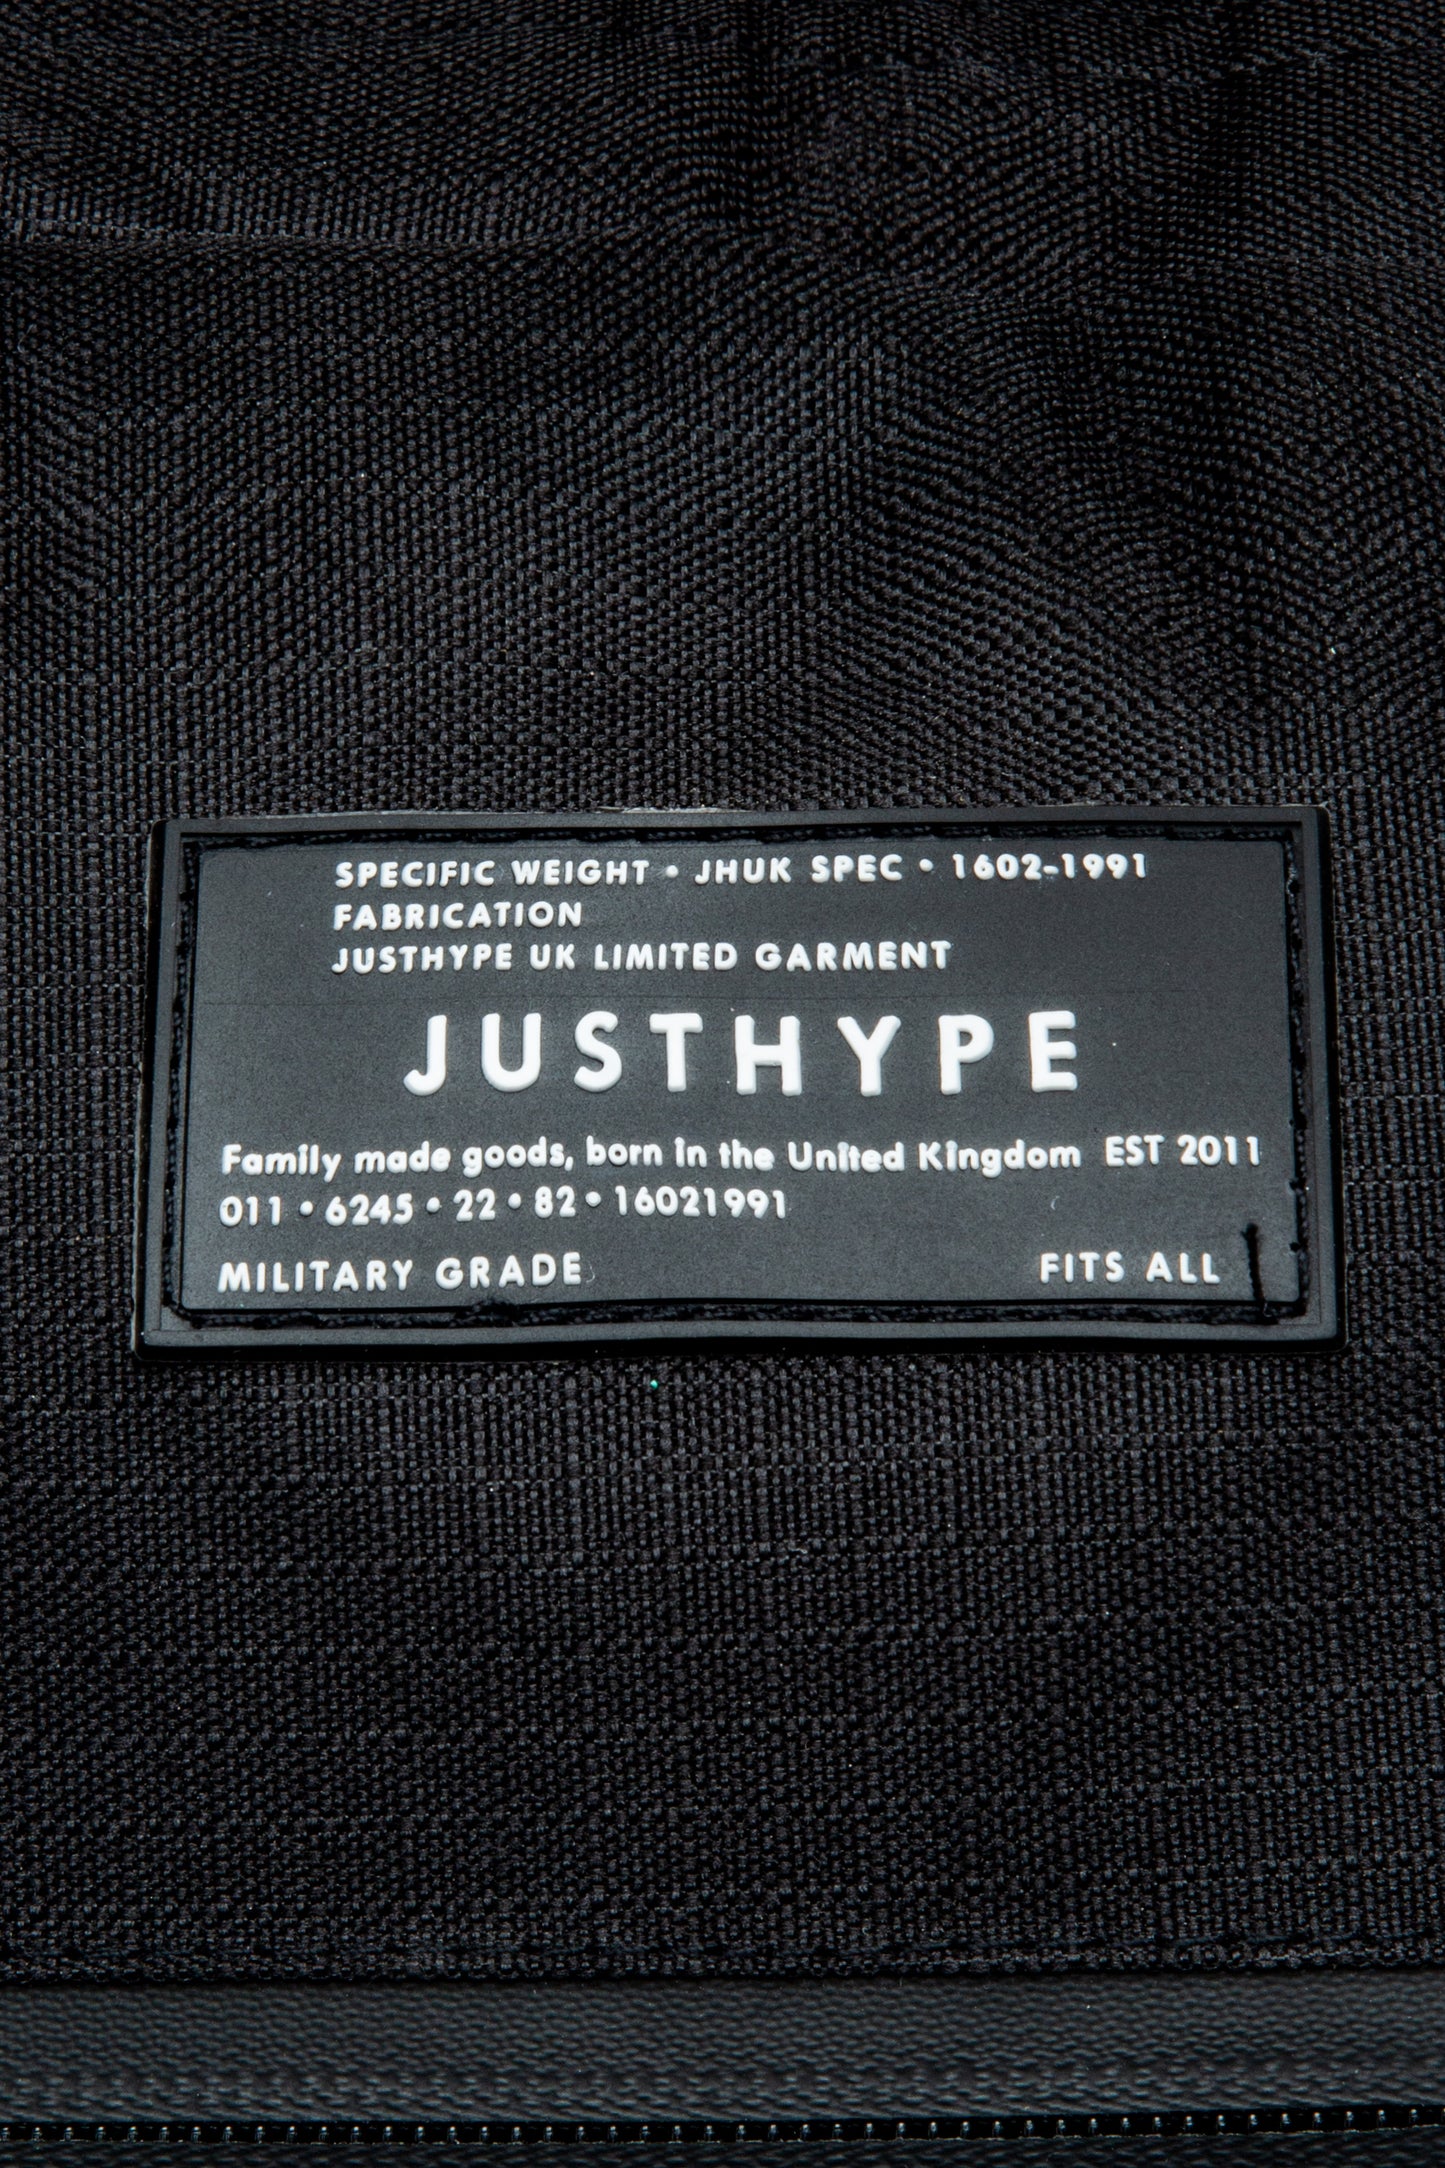 SPECIFIC WEIGHT • JHUK SPEC • 1602-1991
FABRICATION
JUSTHYPE UK LIMITED GARMENT
JUSTHYPE
Family made goods, born in the United Kingdom EST 2011
011 • 6245 • 22 • 82 • 16021991
MILITARY GRADE FITS ALL